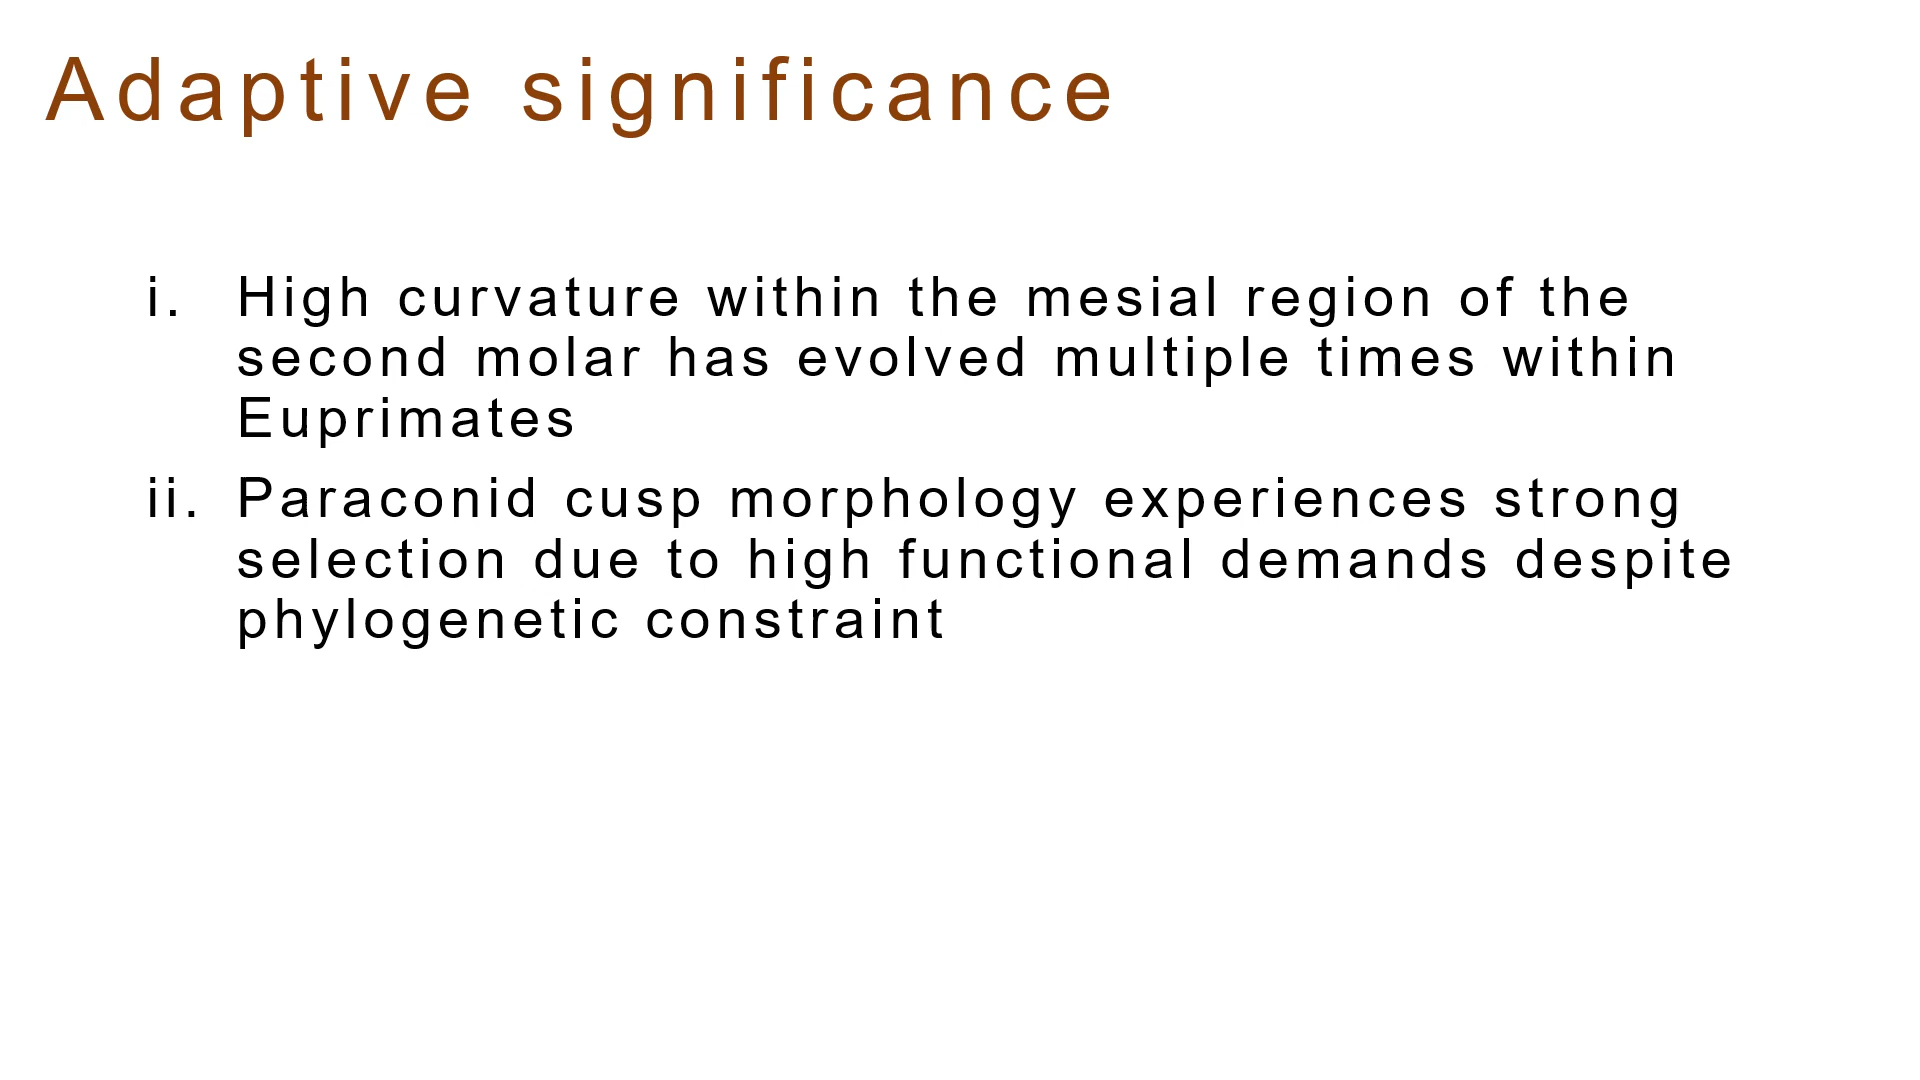 Adaptive significance
i. High curvature within the mesial region of the
second molar has evolved multiple times within
Euprimates
ii. Paraconid cusp morphology experiences strong
selection due to high functional demands despite
phylogenetic constraint